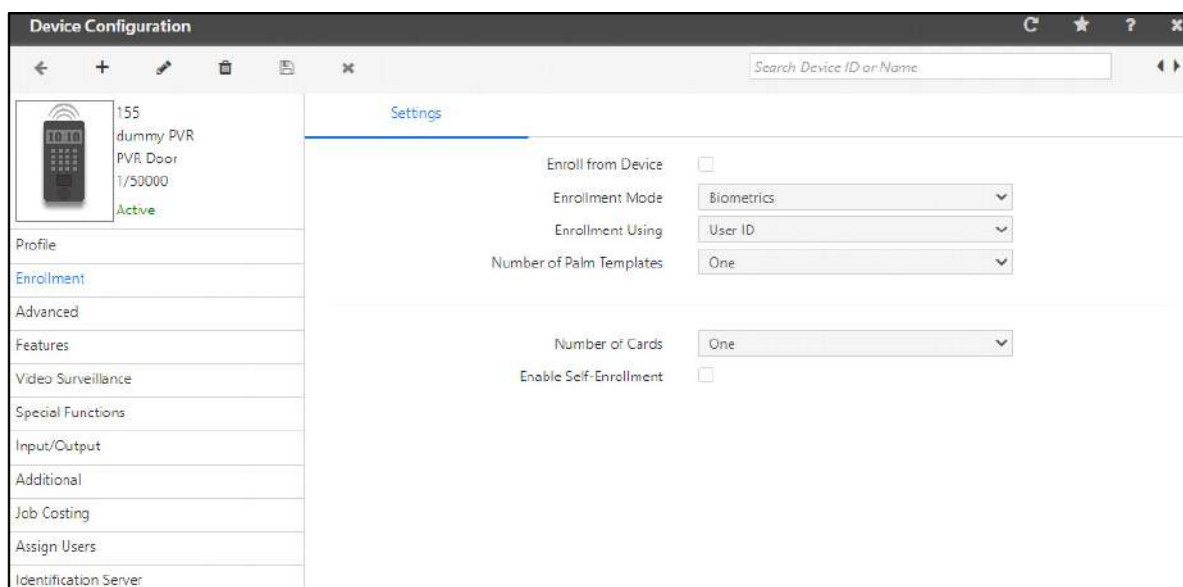 Device Configuration
Search Device ID or Name
10 10
155
dummy PVR
PVR Door
1/50000
Active
Profile
Enrollment
Advanced
Features
Video Surveillance
Special Functions
Input/Output
Additional
Job Costing
Assign Users
Identification Server
Settings
Enroll from Device
Enrollment Mode Biometrics
Enrollment Using User ID
Number of Palm Templates One
Number of Cards One
Enable Self-Enrollment